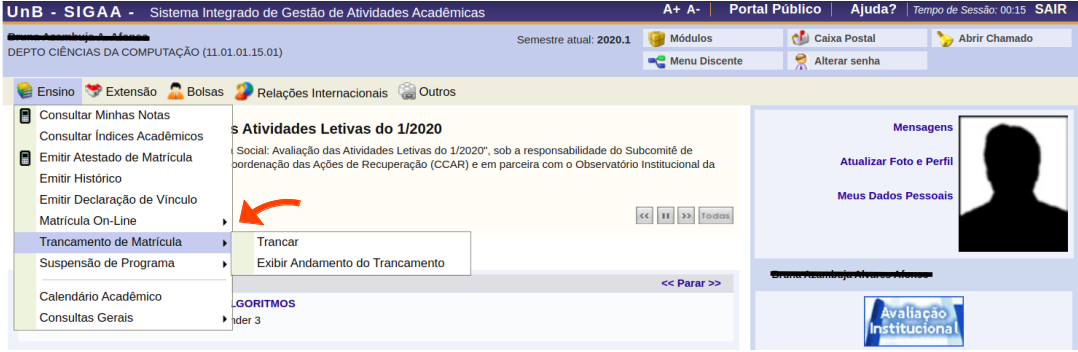 UnB - SIGAA - Sistema Integrado de Gestão de Atividades Acadêmicas
A+ A- Portal Público Ajuda? Tempo de Sessão: 00:15 SAIR
DEPTO CIÊNCIAS DA COMPUTAÇÃO (11.01.01.15.01)
Semestre atual: 2020.1
Módulos Caixa Postal Abrir Chamado
Menu Discente Alterar senha
Ensino Extensão Bolsas Relações Internacionais Outros
Consultar Minhas Notas
Consultar Índices Acadêmicos
Emitir Atestado de Matrícula
Emitir Histórico
Emitir Declaração de Vínculo
Matrícula On-Line
Trancamento de Matrícula
Suspensão de Programa
Calendário Acadêmico
Consultas Gerais
Trancar
Exibir Andamento do Trancamento
s Atividades Letivas do 1/2020
Social: Avaliação das Atividades Letivas do 1/2020", sob a responsabilidade do Subcomitê de
oordenação das Ações de Recuperação (CCAR) e em parceira com o Observatório Institucional da
Todas
<< Parar >>
LGORITMOS
nder 3
Mensagens
Atualizar Foto e Perfil
Meus Dados Pessoais
Avaliação
Institucional